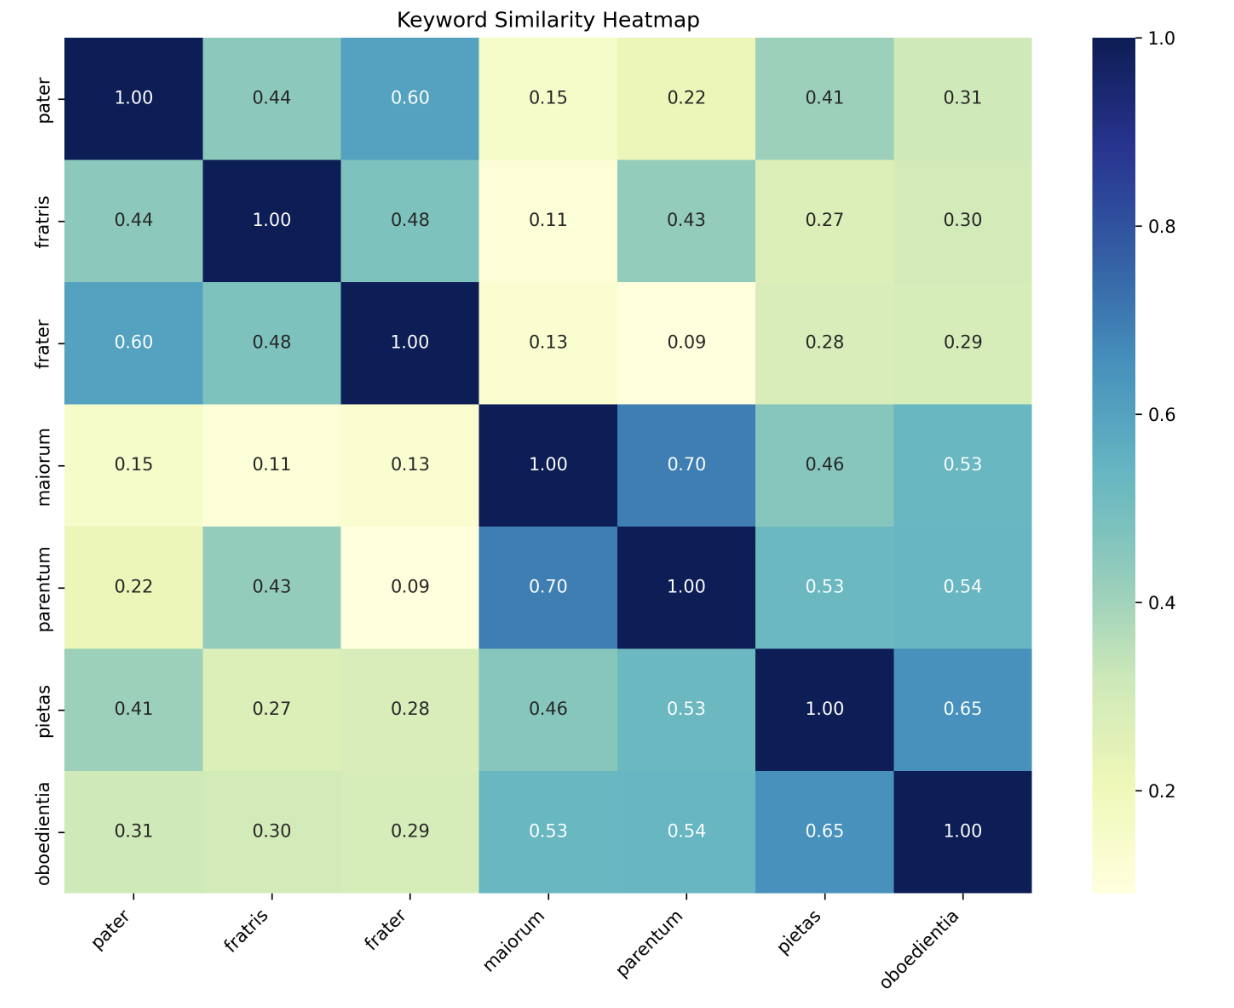 Keyword Similarity Heatmap
pater 1.00 0.44 0.60 0.15 0.22 0.41 0.31
fratris 0.44 1.00 0.48 0.11 0.43 0.27 0.30
frater 0.60 0.48 1.00 0.13 0.09 0.28 0.29
maiorum 0.15 0.11 0.13 1.00 0.70 0.46 0.53
parentum 0.22 0.43 0.09 0.70 1.00 0.53 0.54
pietas 0.41 0.27 0.28 0.46 0.53 1.00 0.65
oboedientia 0.31 0.30 0.29 0.53 0.54 0.65 1.00
pater fratris frater maiorum parentum pietas oboedientia
1.0
0.8
0.6
0.4
0.2